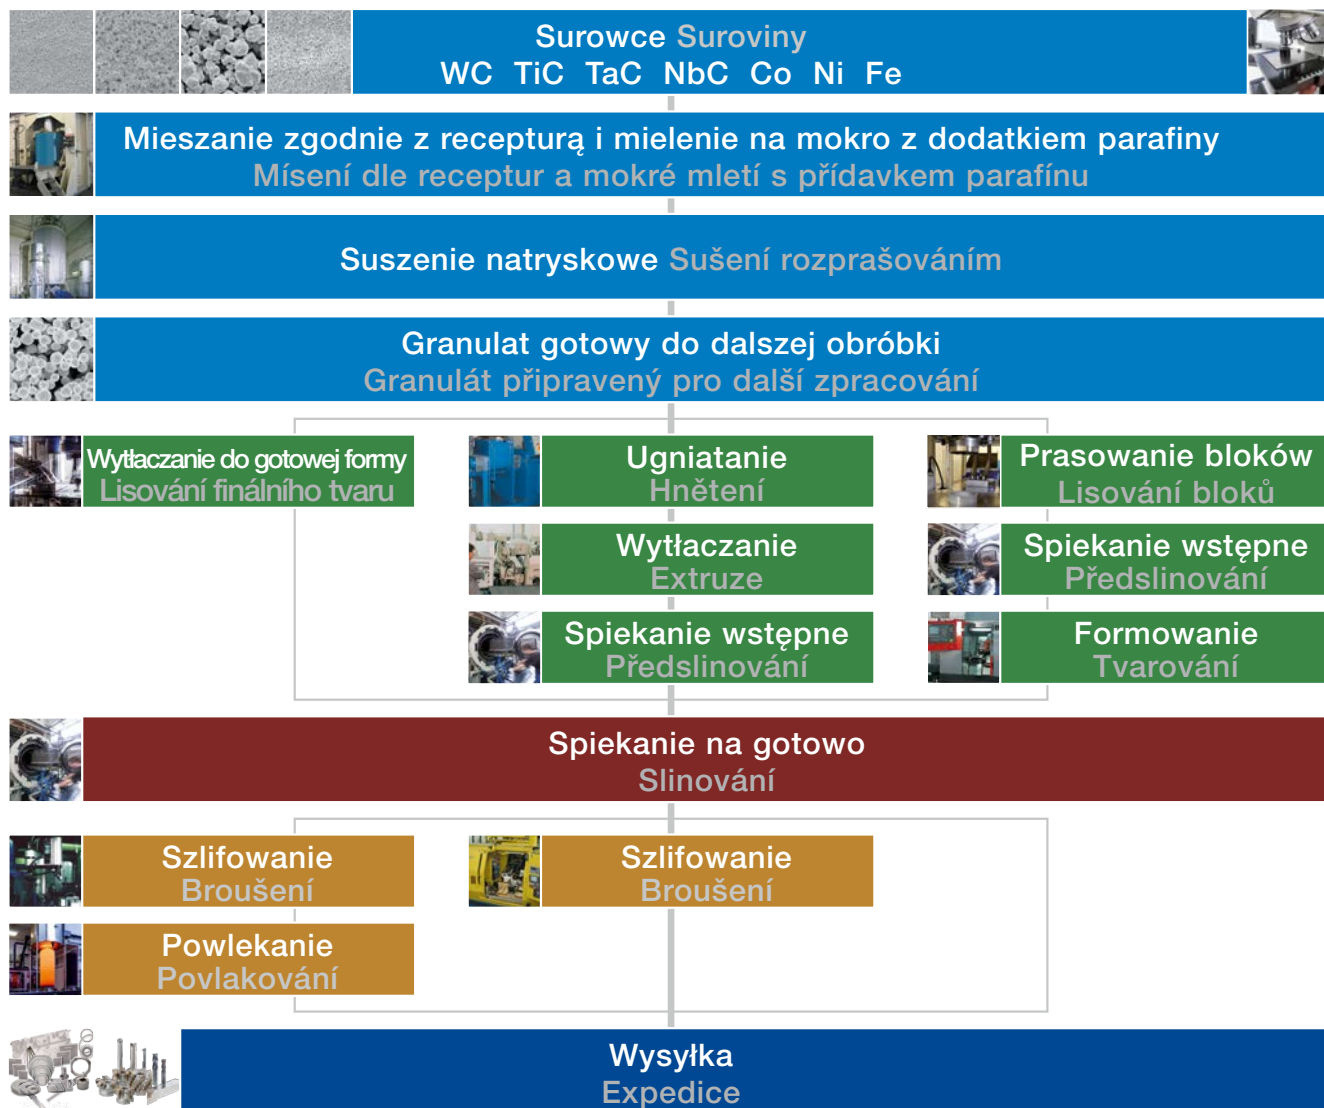 Surowce Suroviny
WC TiC TaC NbC Co Ni Fe
Mieszanie zgodnie z recepturą i mielenie na mokro z dodatkiem parafiny
Mísení dle receptur a mokré mletí s přídavkem parafínu
Suszenie natryskowe Sušení rozprašováním
Granulat gotowy do dalszej obróbki
Granulát připravený pro další zpracování
Wytłaczanie do gotowej formy
Lisování finálního tvaru
Ugniatanie
Hnětení
Prasowanie bloków
Lisování bloků
Wytłaczanie
Extruze
Spiekanie wstępne
Předslinování
Spiekanie wstępne
Předslinování
Formowanie
Tvarování
Spiekanie na gotowo
Slinování
Szlifowanie
Broušení
Szlifowanie
Broušení
Powlekanie
Povlakování
Wysyłka
Expedice